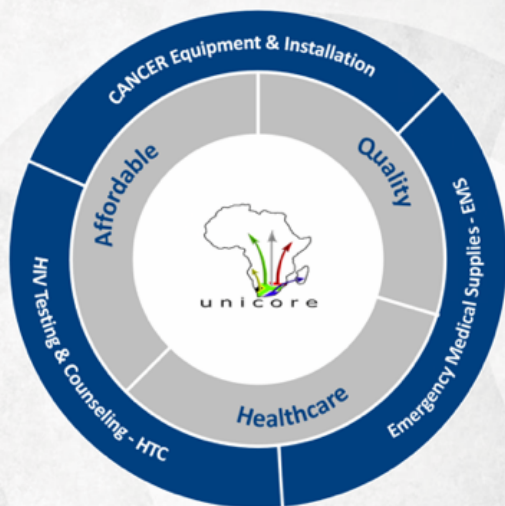 CANCER Equipment & Installation
Emergency Medical Supplies - EMS
HIV Testing & Counseling - HTC
Affordable
Quality
Healthcare
unicore